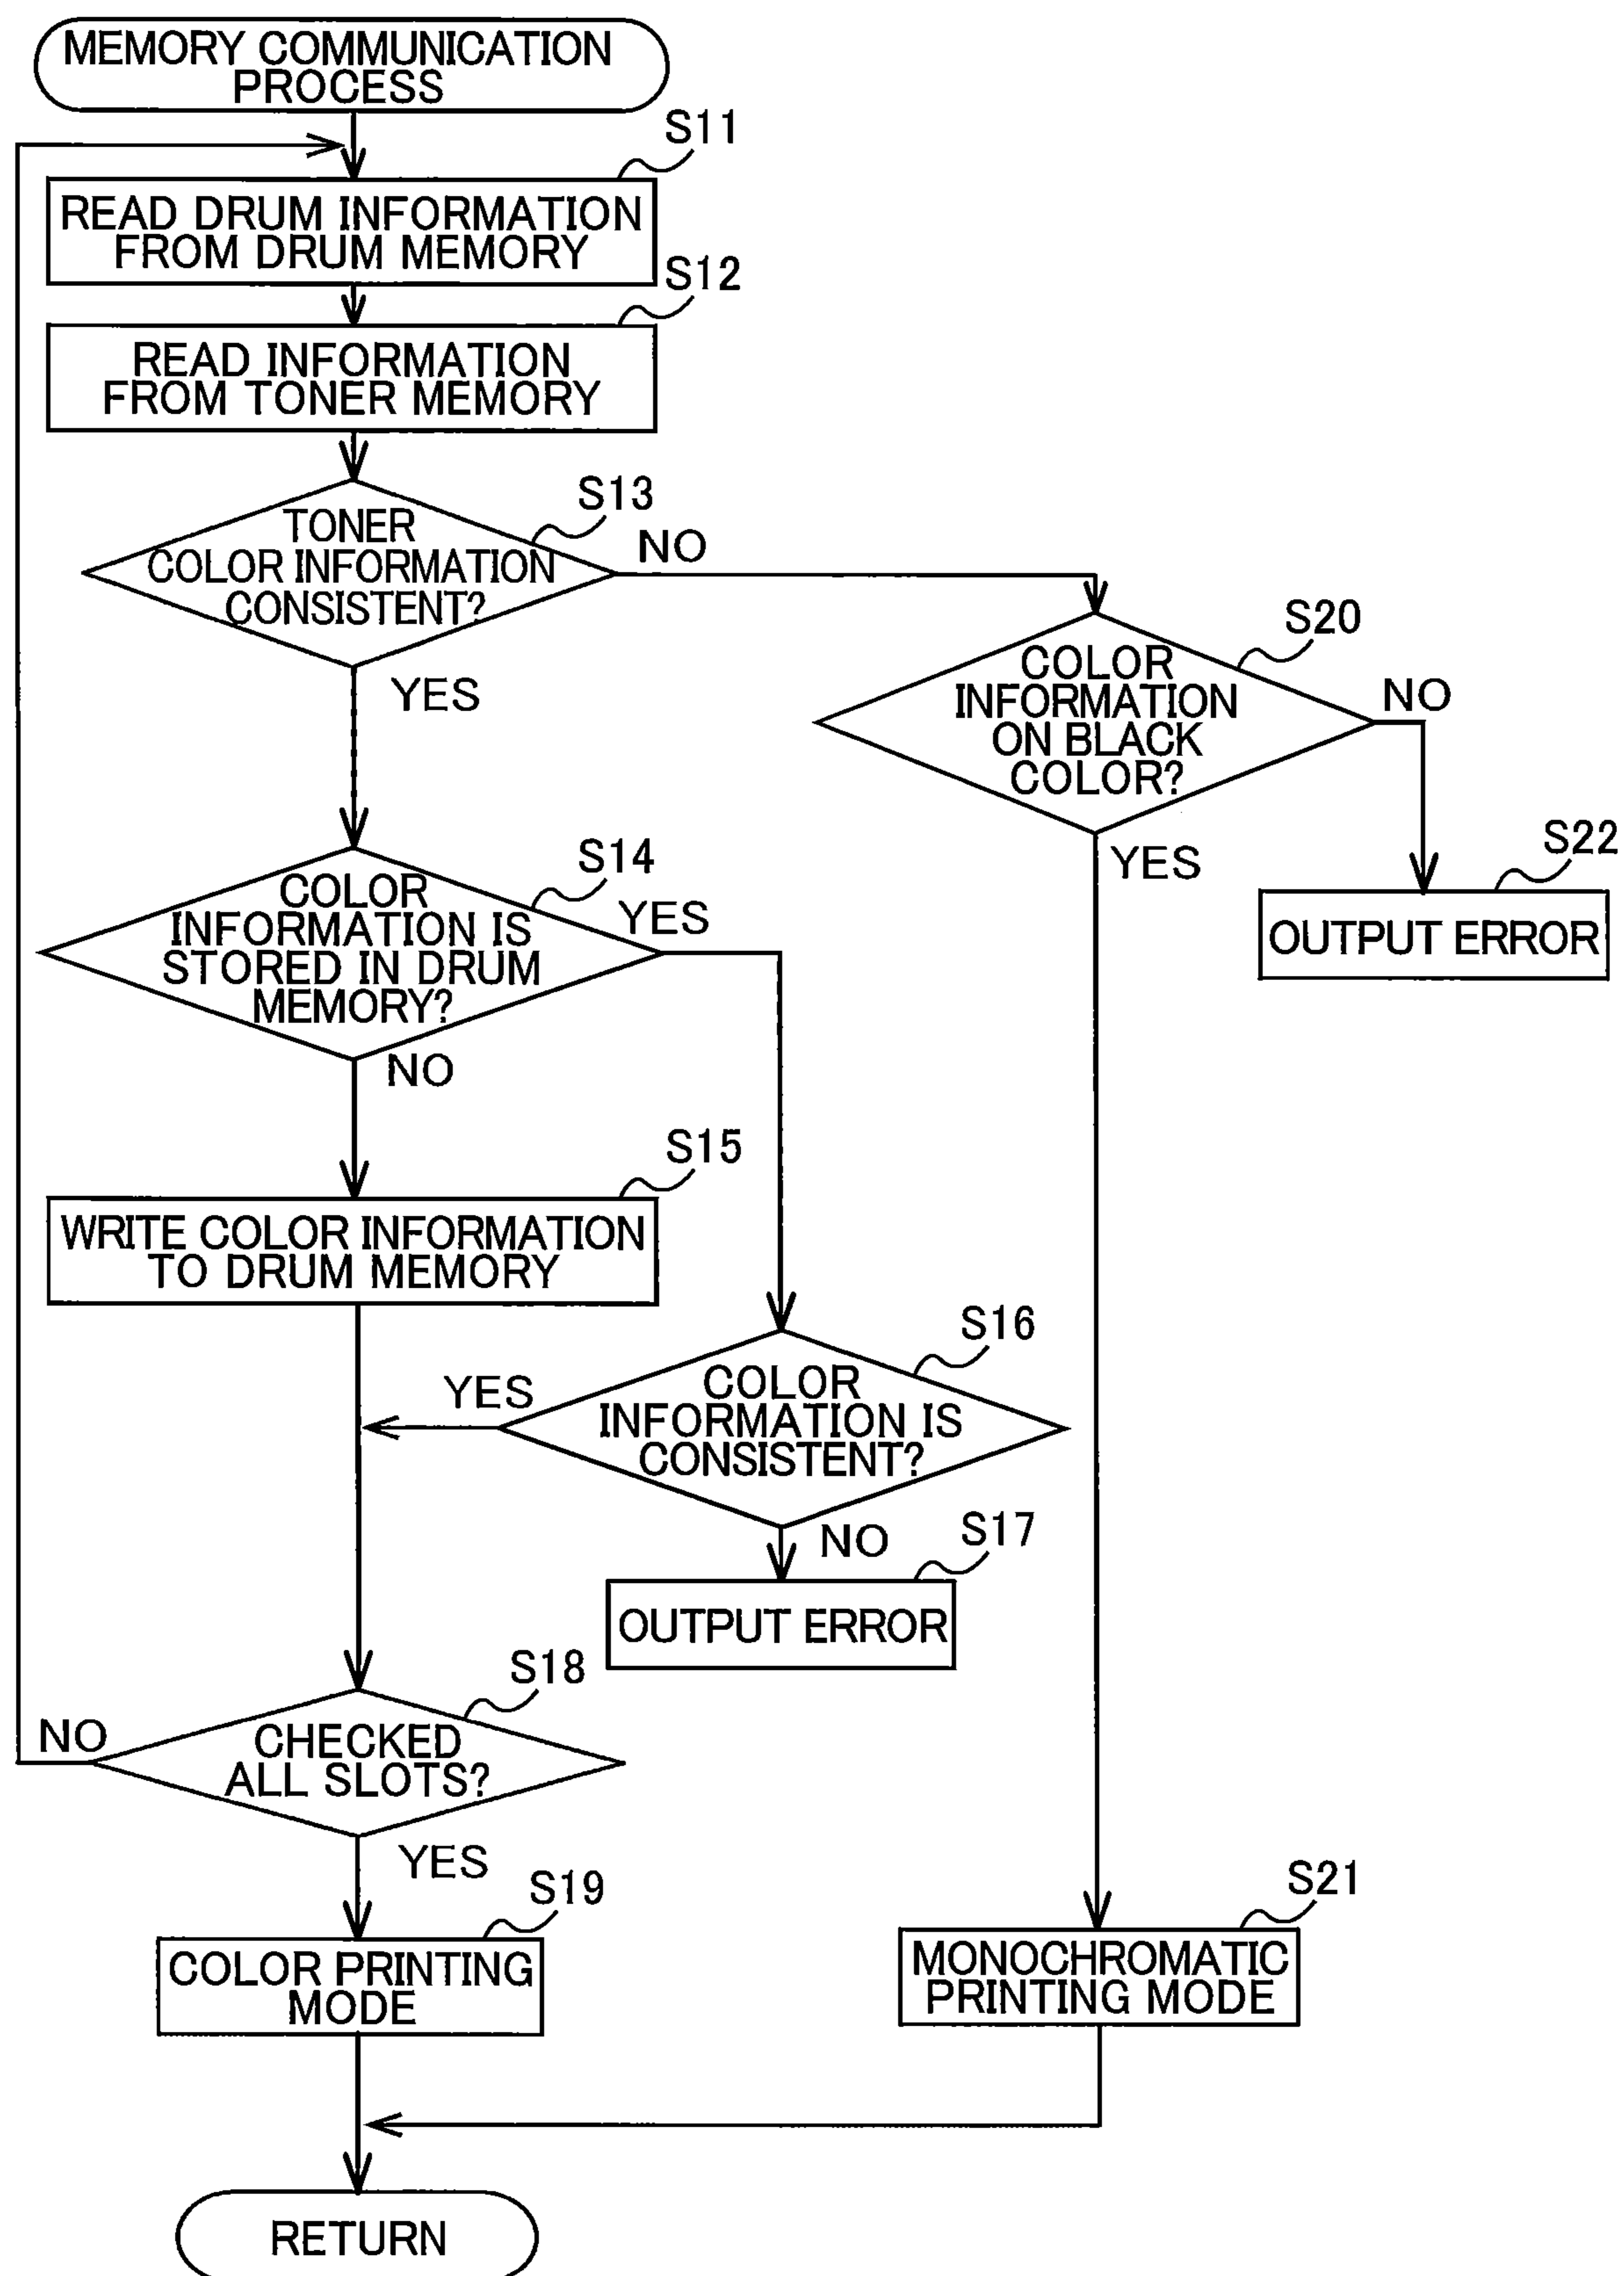 MEMORY COMMUNICATION
PROCESS
S11
READ DRUM INFORMATION
FROM DRUM MEMORY
S12
READ INFORMATION
FROM TONER MEMORY
S13
TONER
COLOR INFORMATION
CONSISTENT?
NO
YES
S20
COLOR
INFORMATION
ON BLACK
COLOR?
NO
YES
S22
OUTPUT ERROR
S14
COLOR
INFORMATION IS
STORED IN DRUM
MEMORY?
YES
NO
S15
WRITE COLOR INFORMATION
TO DRUM MEMORY
S16
COLOR
INFORMATION IS
CONSISTENT?
YES
NO
S17
OUTPUT ERROR
S18
CHECKED
ALL SLOTS?
NO
YES
S19
COLOR PRINTING
MODE
S21
MONOCHROMATIC
PRINTING MODE
RETURN